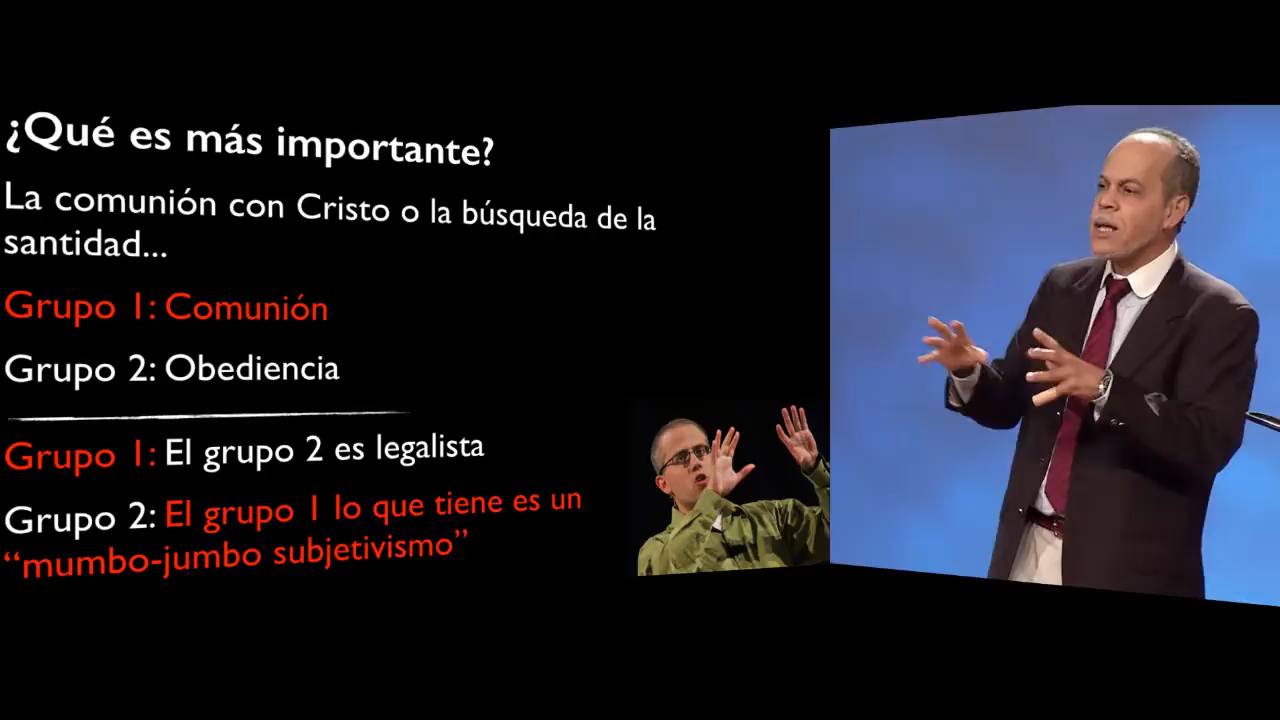 ¿Qué es más importante?
La comunión con Cristo o la búsqueda de la
santidad...
Grupo 1: Comunión
Grupo 2: Obediencia
Grupo 1: El grupo 2 es legalista
Grupo 2: El grupo 1 lo que tiene es un
“mumbo-jumbo subjetivismo”